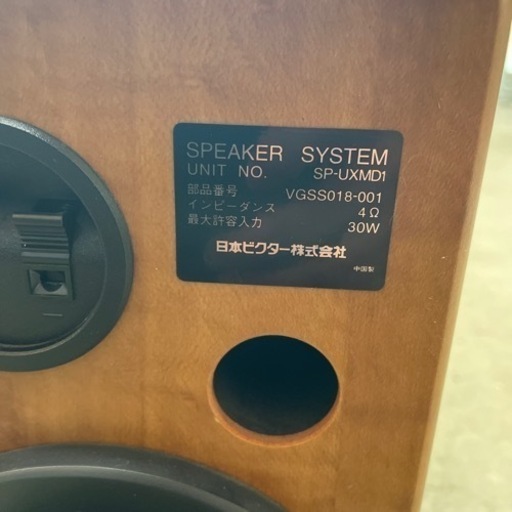 SPEAKER SYSTEM
UNIT NO. SP-UXMD1
部品番号 VGSS018-001
インピーダンス 4Ω
最大許容入力 30W
日本ビクター株式会社
中国製